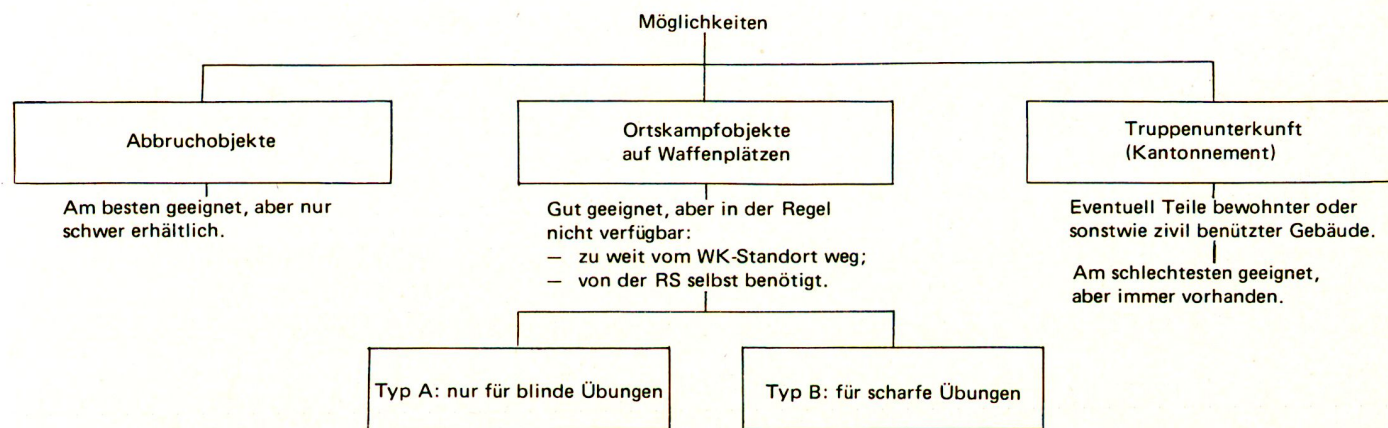 Möglichkeiten
Abbruchobjekte
Am besten geeignet, aber nur
schwer erhältlich.
Ortskampfobjekte
auf Waffenplätzen
Gut geeignet, aber in der Regel
nicht verfügbar:
— zu weit vom WK-Standort weg;
— von der RS selbst benötigt.
Typ A: nur für blinde Übungen
Typ B: für scharfe Übungen
Truppenunterkunft
(Kantonnement)
Eventuell Teile bewohnter oder
sonstwie zivil benützter Gebäude.
Am schlechtesten geeignet,
aber immer vorhanden.